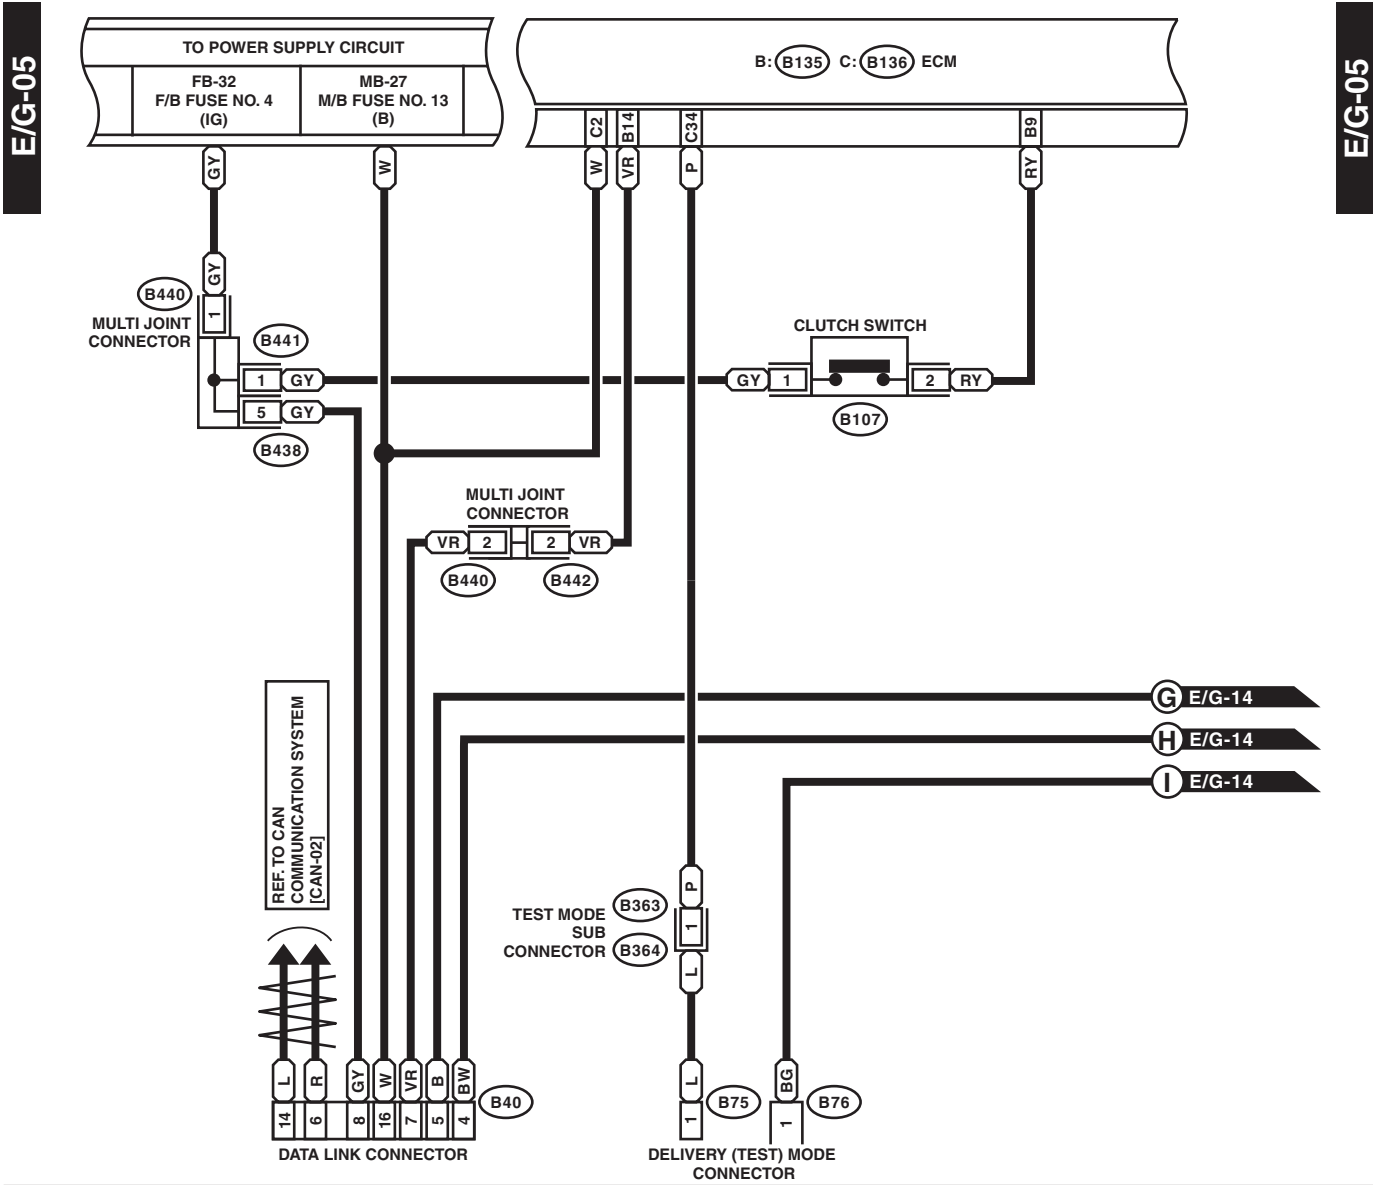 E/G-05
E/G-05
TO POWER SUPPLY CIRCUIT
FB-32
F/B FUSE NO. 4
(IG)
MB-27
M/B FUSE NO. 13
(B)
B: B135 C: B136 ECM
C2
B14
C34
B9
GY
W
W
VR
P
RY
GY
B440
1
MULTI JOINT
CONNECTOR
B441
1 GY
5 GY
B438
CLUTCH SWITCH
GY 1
2 RY
B107
MULTI JOINT
CONNECTOR
VR 2
2 VR
B440
B442
G E/G-14
H E/G-14
I E/G-14
REF. TO CAN
COMMUNICATION SYSTEM
[CAN-02]
P
B363
TEST MODE
SUB
CONNECTOR
1
B364
L
L
R
GY
W
VR
B
BW
14
6
8
16
7
5
4
B40
DATA LINK CONNECTOR
L
1
B75
BG
1
B76
DELIVERY (TEST) MODE
CONNECTOR